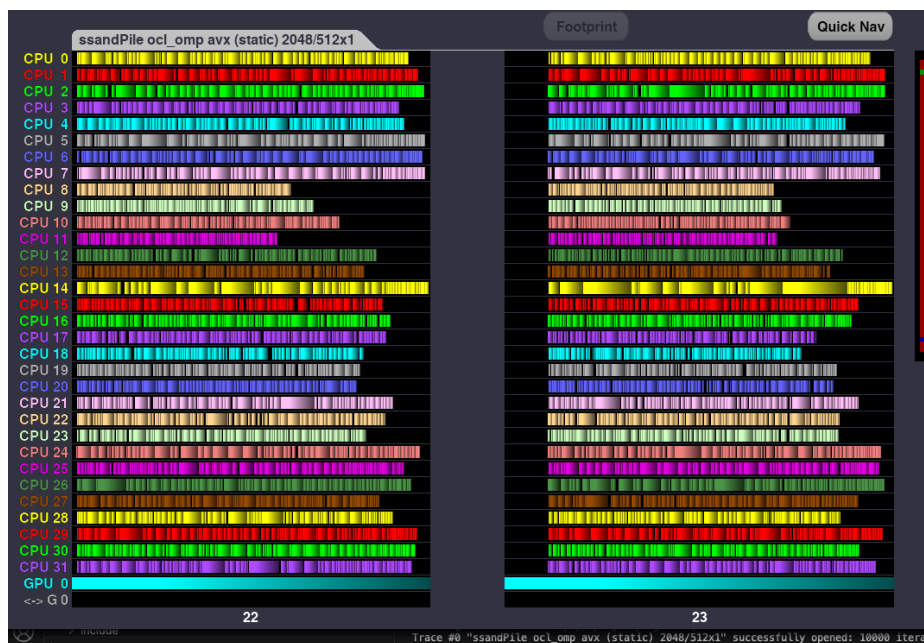 Footprint
Quick Nav
ssandPile ocl_omp avx (static) 2048/512x1
CPU 0
CPU 1
CPU 2
CPU 3
CPU 4
CPU 5
CPU 6
CPU 7
CPU 8
CPU 9
CPU 10
CPU 11
CPU 12
CPU 13
CPU 14
CPU 15
CPU 16
CPU 17
CPU 18
CPU 19
CPU 20
CPU 21
CPU 22
CPU 23
CPU 24
CPU 25
CPU 26
CPU 27
CPU 28
CPU 29
CPU 30
CPU 31
GPU 0
<-> G 0
22
23
include
Trace #0 "ssandPile ocl_omp avx (static) 2048/512x1" successfully opened: 10000 iter